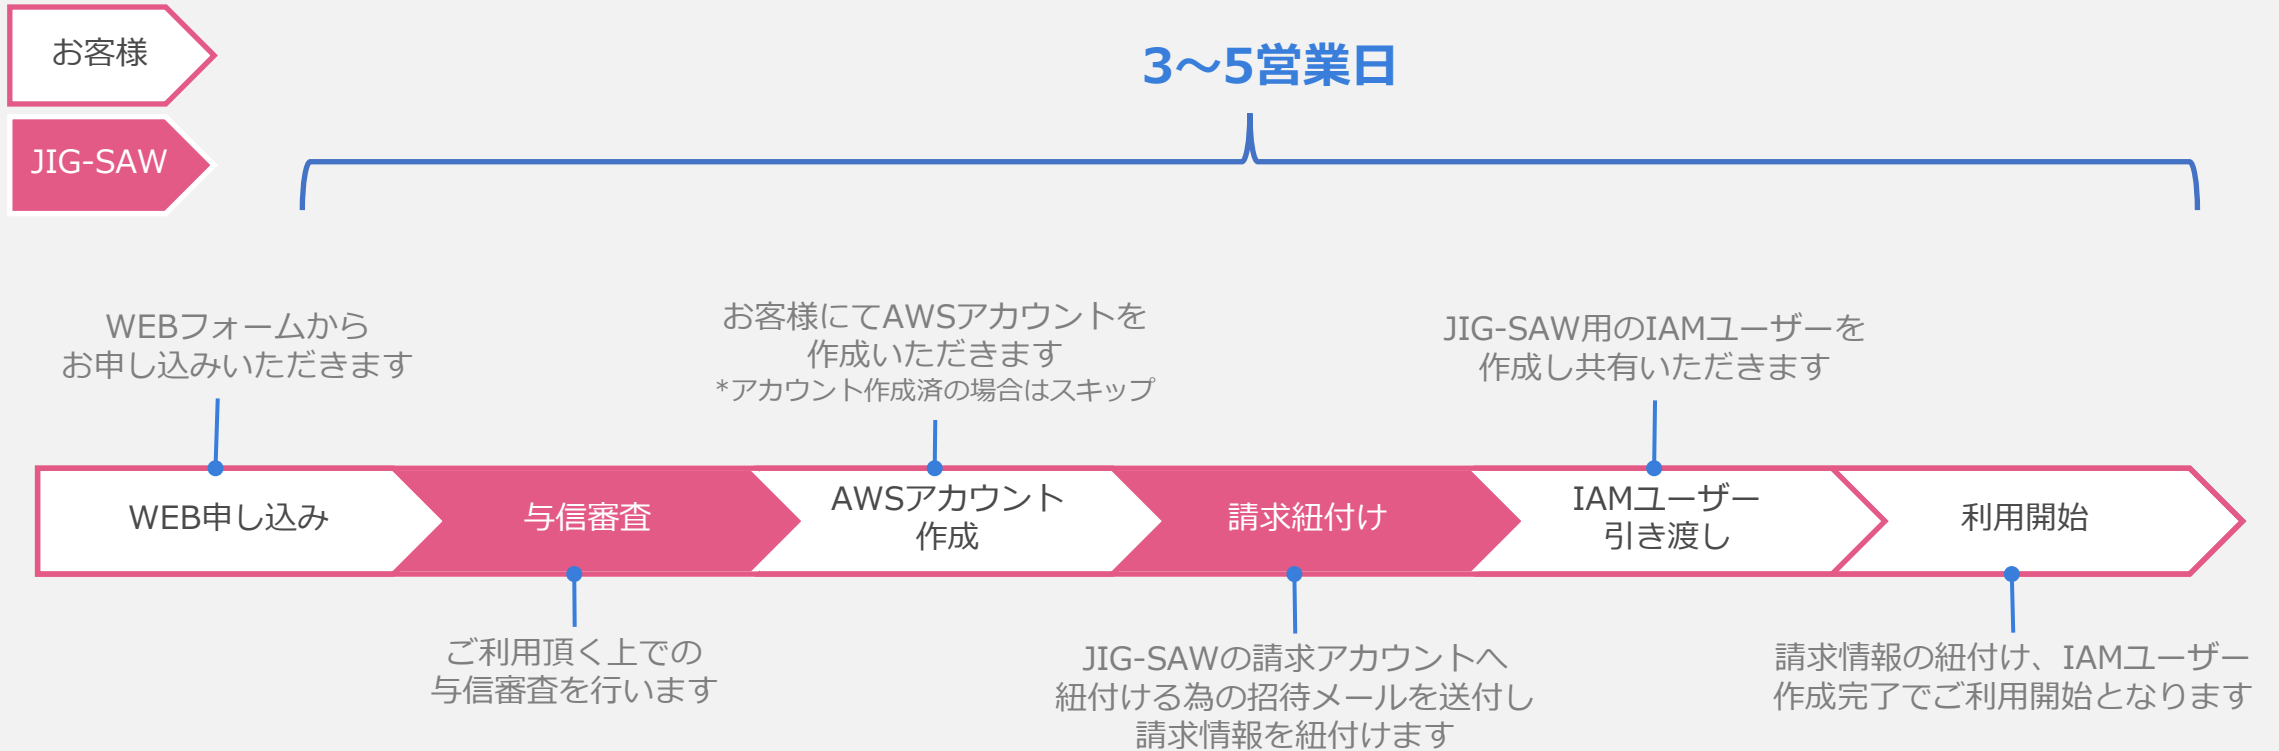 お客様
JIG-SAW
3～5営業日
WEBフォームから
お申し込みいただきます
お客様にてAWSアカウントを
作成いただきます
*アカウント作成済の場合はスキップ
JIG-SAW用のIAMユーザーを
作成し共有いただきます
WEB申し込み
与信審査
AWSアカウント
作成
請求紐付け
IAMユーザー
引き渡し
利用開始
ご利用頂く上での
与信審査を行います
JIG-SAWの請求アカウントへ
紐付ける為の招待メールを送付し
請求情報を紐付けます
請求情報の紐付け、IAMユーザー
作成完了でご利用開始となります